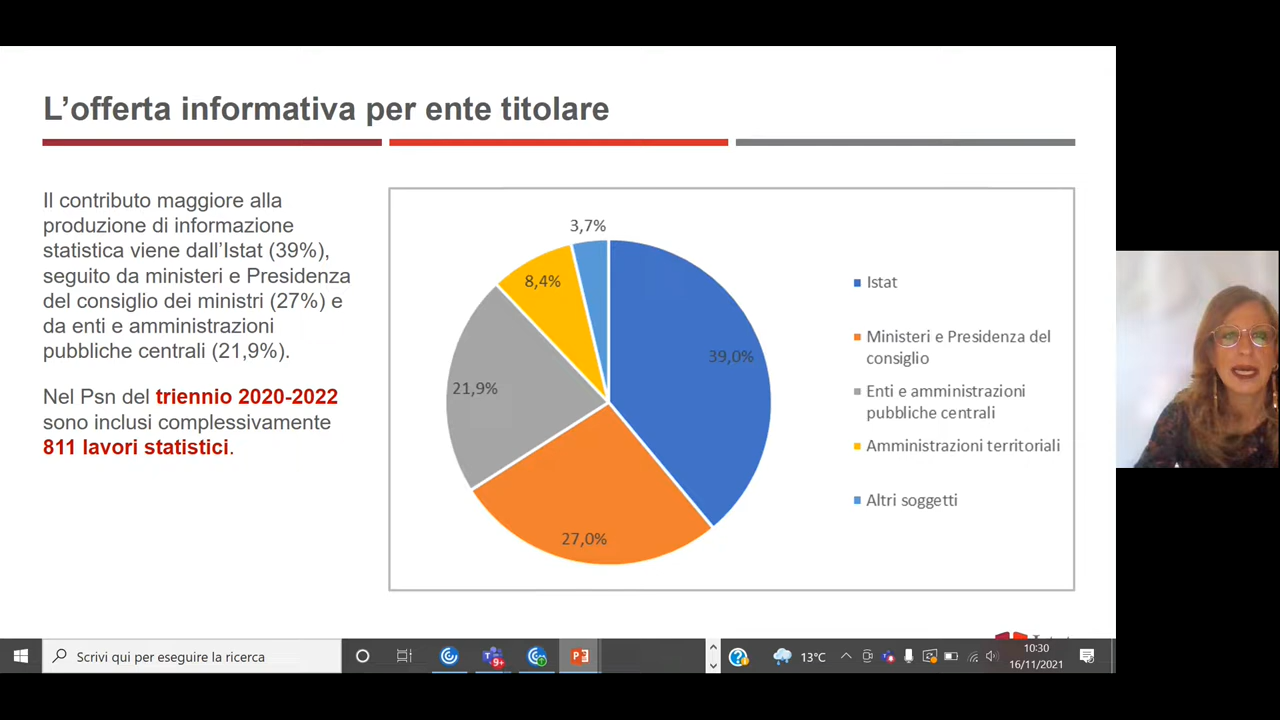 L’offerta informativa per ente titolare
Il contributo maggiore alla
produzione di informazione
statistica viene dall’Istat (39%),
seguito da ministeri e Presidenza
del consiglio dei ministri (27%) e
da enti e amministrazioni
pubbliche centrali (21,9%).
Nel Psn del triennio 2020-2022
sono inclusi complessivamente
811 lavori statistici.
3,7%
8,4%
39,0%
21,9%
27,0%
Istat
Ministeri e Presidenza del
consiglio
Enti e amministrazioni
pubbliche centrali
Amministrazioni territoriali
Altri soggetti
Scrivi qui per eseguire la ricerca
9+
13°C
10:30
16/11/2021